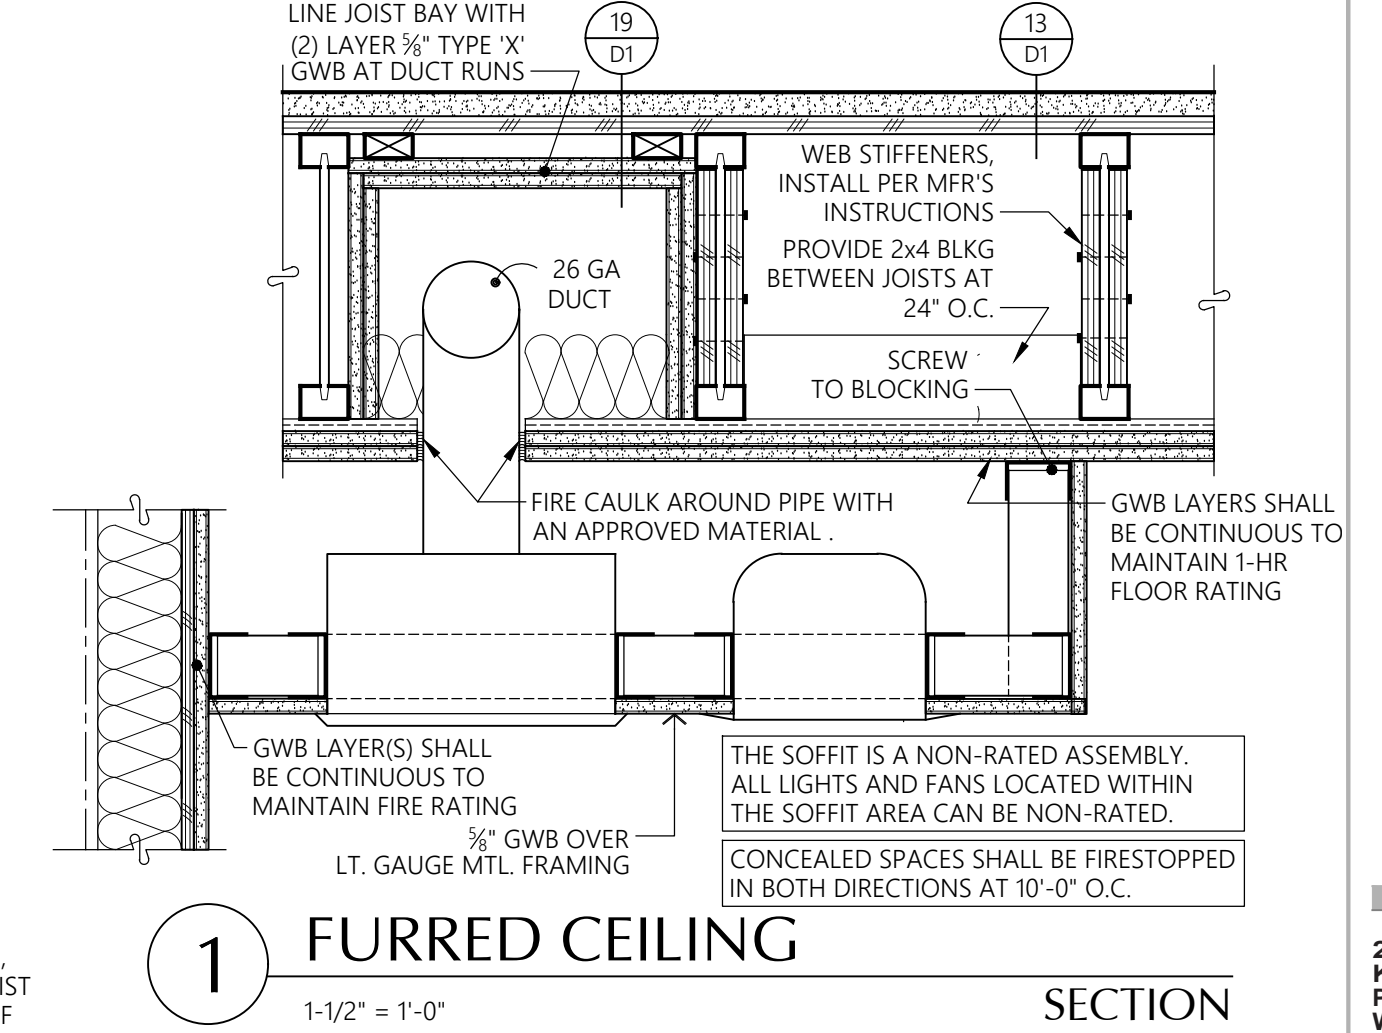 LINE JOIST BAY WITH
(2) LAYER ⅝" TYPE 'X'
GWB AT DUCT RUNS
19
D1
13
D1
WEB STIFFENERS,
INSTALL PER MFR'S
INSTRUCTIONS
PROVIDE 2x4 BLKG
BETWEEN JOISTS AT
24" O.C.
26 GA
DUCT
SCREW
TO BLOCKING
FIRE CAULK AROUND PIPE WITH
AN APPROVED MATERIAL .
GWB LAYERS SHALL
BE CONTINUOUS TO
MAINTAIN 1-HR
FLOOR RATING
GWB LAYER(S) SHALL
BE CONTINUOUS TO
MAINTAIN FIRE RATING
⅝" GWB OVER
LT. GAUGE MTL. FRAMING
THE SOFFIT IS A NON-RATED ASSEMBLY.
ALL LIGHTS AND FANS LOCATED WITHIN
THE SOFFIT AREA CAN BE NON-RATED.
CONCEALED SPACES SHALL BE FIRESTOPPED
IN BOTH DIRECTIONS AT 10'-0" O.C.
1
FURRED CEILING
SECTION
1-1/2" = 1'-0"